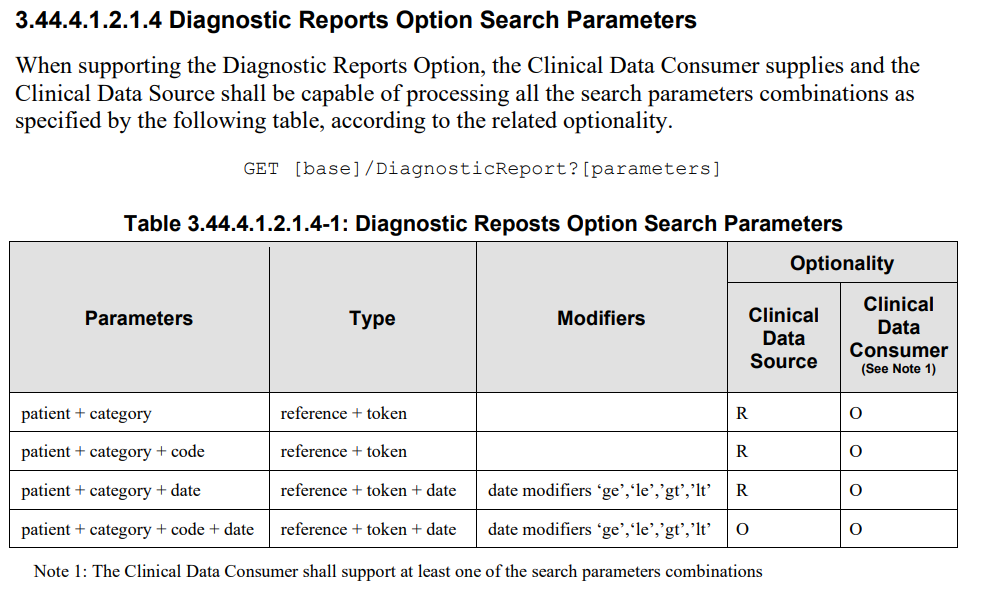 3.44.4.1.2.1.4 Diagnostic Reports Option Search Parameters
When supporting the Diagnostic Reports Option, the Clinical Data Consumer supplies and the
Clinical Data Source shall be capable of processing all the search parameters combinations as
specified by the following table, according to the related optionality.
GET [base]/DiagnosticReport?[parameters]
Table 3.44.4.1.2.1.4-1: Diagnostic Reposts Option Search Parameters
Parameters
Type
Modifiers
Optionality
Clinical
Data
Source
Clinical
Data
Consumer
(See Note 1)
patient + category reference + token R O
patient + category + code reference + token R O
patient + category + date reference + token + date date modifiers ‘ge’,‘le’,’gt’,’lt’ R O
patient + category + code + date reference + token + date date modifiers ‘ge’,‘le’,’gt’,’lt’ O O
Note 1: The Clinical Data Consumer shall support at least one of the search parameters combinations